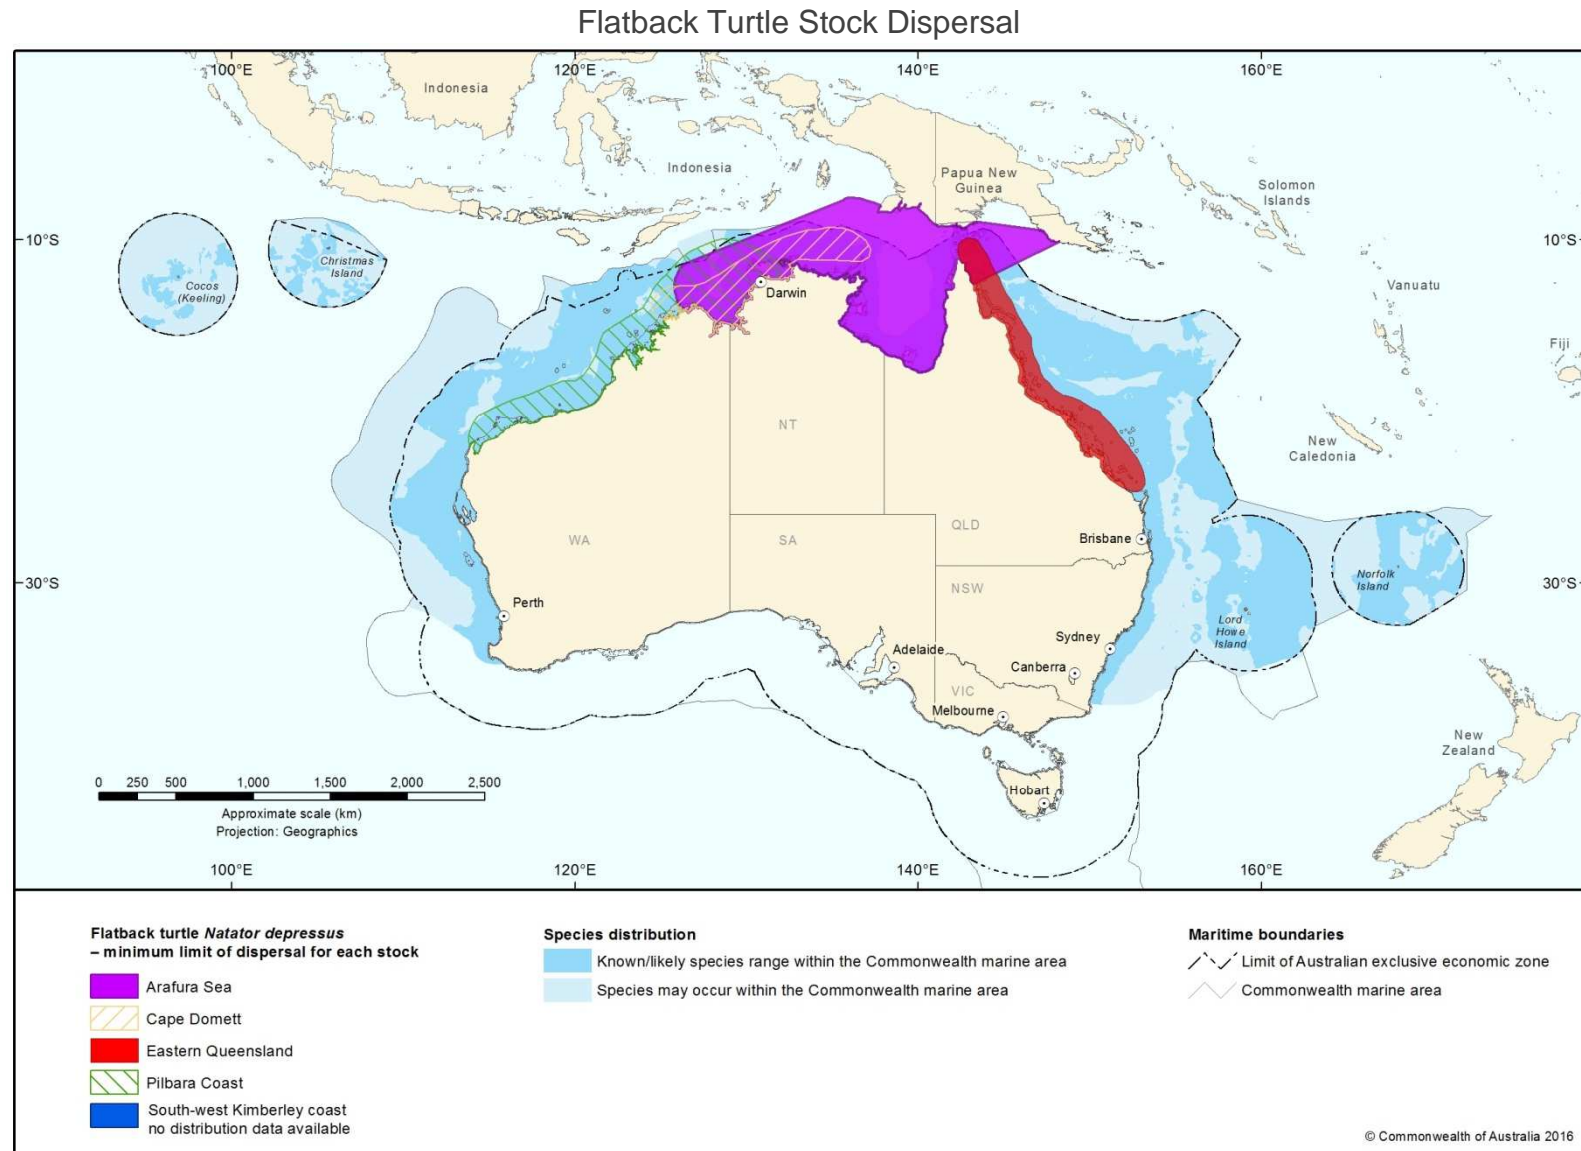 Flatback Turtle Stock Dispersal
100°E
120°E
140°E
160°E
Indonesia
Indonesia
Papua New
Guinea
Solomon
Islands
10°S
10°S
Christmas
Island
Cocos
(Keeling)
Darwin
Vanuatu
Fiji
NT
New
Caledonia
QLD
WA
SA
Brisbane
Norfolk
Island
30°S
30°S
NSW
Perth
Lord
Howe
Island
Sydney
Adelaide
Canberra
VIC
Melbourne
New
Zealand
Hobart
0 250 500 1,000 1,500 2,000 2,500
Approximate scale (km)
Projection: Geographics
100°E
120°E
140°E
160°E
Flatback turtle Natator depressus
– minimum limit of dispersal for each stock
Arafura Sea
Cape Domett
Eastern Queensland
Pilbara Coast
South-west Kimberley coast
no distribution data available
Species distribution
Known/likely species range within the Commonwealth marine area
Species may occur within the Commonwealth marine area
Maritime boundaries
Limit of Australian exclusive economic zone
Commonwealth marine area
© Commonwealth of Australia 2016